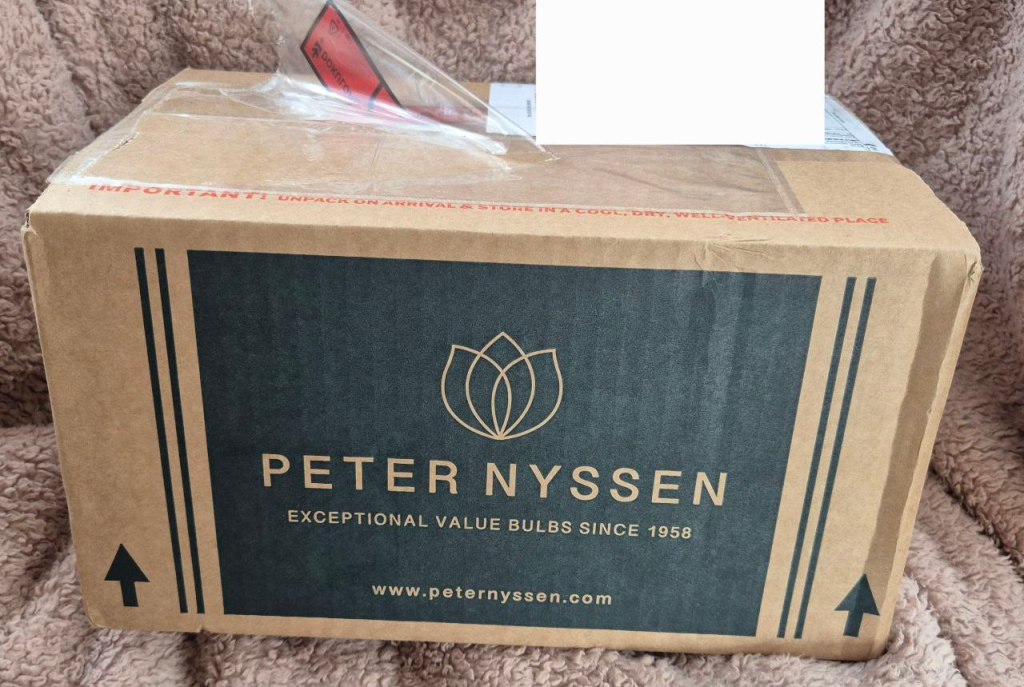 IMPORTANT! UNPACK ON ARRIVAL & STORE IN A COOL, DRY, WELL-VENTILATED PLACE
PETER NYSSEN
EXCEPTIONAL VALUE BULBS SINCE 1958
www.peternyssen.com